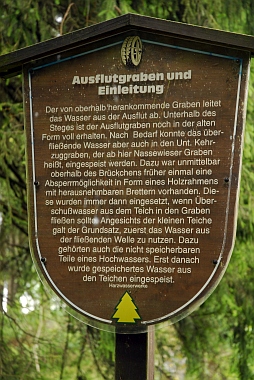 Ausflutgraben und
Einleitung
Der von oberhalb herankommende Graben leitet
das Wasser aus der Ausflut ab. Unterhalb des
Steges ist der Ausflutgraben noch in der alten
Form voll erhalten. Nach Bedarf konnte das über-
fließende Wasser aber auch in den Unt. Kehr-
zuggraben, der ab hier Nassewieser Graben
heißt, eingespeist werden. Dazu war unmittelbar
oberhalb des Brückchens früher einmal eine
Absperrmöglichkeit in Form eines Holzrahmens
mit herausnehmbaren Brettern vorhanden. Die-
se wurden immer dann eingesetzt, wenn Über-
schußwasser aus dem Teich in den Graben
fließen sollte. Angesichts der kleinen Teiche
galt der Grundsatz, zuerst das Wasser aus
der fließenden Welle zu nutzen. Dazu
gehörten auch die nicht speicherbaren
Teile eines Hochwassers. Erst danach
wurde gespeichertes Wasser aus
den Teichen eingespeist.
Harzwasserwerke